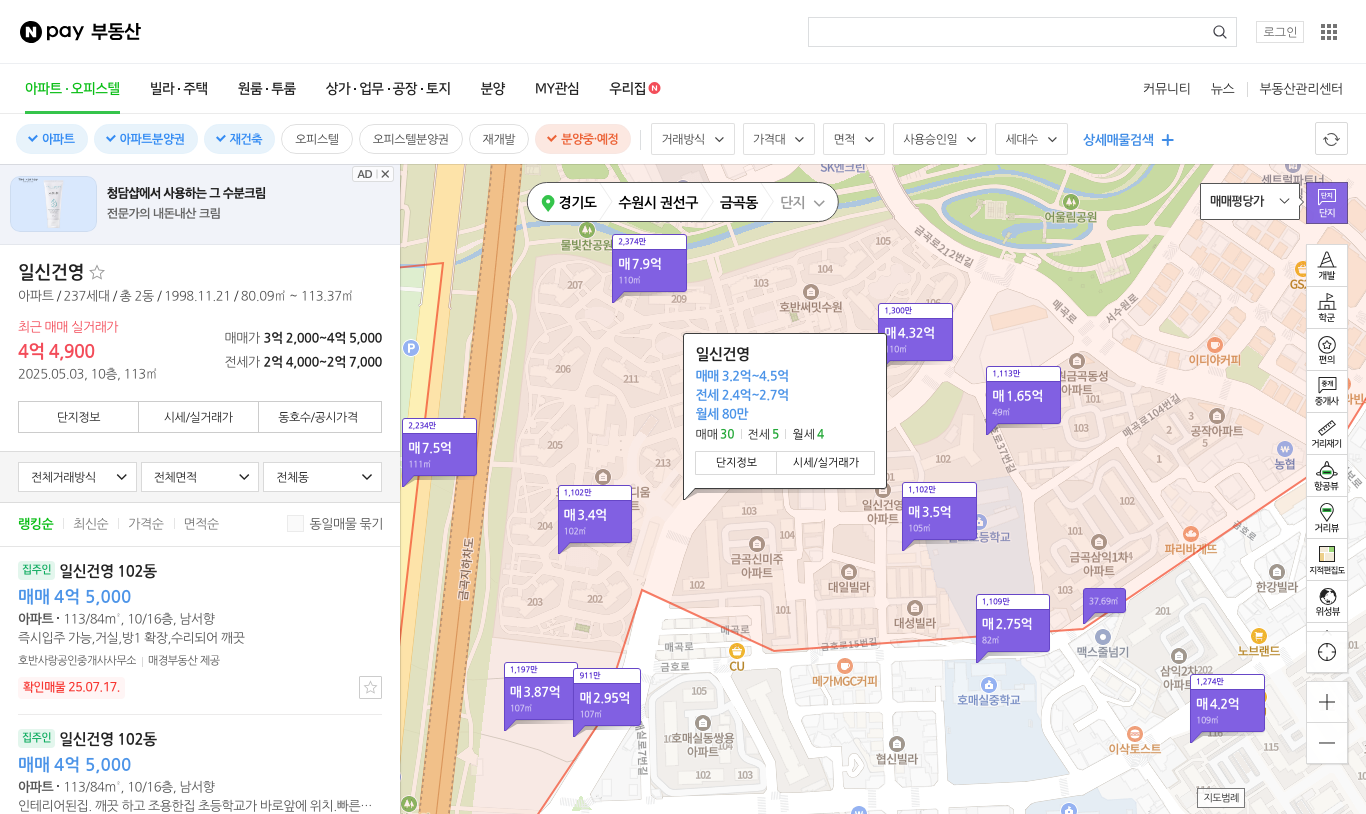 N pay 부동산
로그인
아파트·오피스텔 빌라·주택 원룸·투룸 상가·업무·공장·토지 분양 MY관심 우리집 N
커뮤니티 뉴스 부동산관리센터
아파트 아파트분양권 재건축 오피스텔 오피스텔분양권 재개발 분양중·예정
거래방식 가격대 면적 사용승인일 세대수 상세매물검색
AD
청담샵에서 사용하는 그 수분크림
전문가의 내돈내산 크림
일신건영
아파트 / 237세대 / 총 2동 / 1998.11.21 / 80.09㎡ ~ 113.37㎡
최근 매매 실거래가
4억 4,900
2025.05.03, 10층, 113㎡
매매가 3억 2,000~4억 5,000
전세가 2억 4,000~2억 7,000
단지정보 시세/실거래가 동호수/공시가격
전체거래방식 전체면적 전체동
랭킹순 최신순 가격순 면적순 동일매물 묶기
집주인 일신건영 102동
매매 4억 5,000
아파트 · 113/84㎡, 10/16층, 남서향
즉시입주 가능,거실,방1 확장,수리되어 깨끗
호반사랑공인중개사사무소 매경부동산 제공
확인매물 25.07.17.
집주인 일신건영 102동
매매 4억 5,000
아파트 · 113/84㎡, 10/16층, 남서향
인테리어된집. 깨끗 하고 조용한집 초등학교가 바로앞에 위치.빠른…
경기도 수원시 권선구 금곡동 단지
SK앤크린
센트럴파트너
매매평당가
단지
단지
어울림공원
물빛찬공원
금곡로212번길
105
2,374만
매7.9억
110㎡
207
209
103
104
호반써밋수원
106
1,300만
매4.32억
110㎡
매곡로
서수원로
이디야커피
GS2
개발
학군
편의
중개
중개사
거리재기
항공뷰
거리뷰
지적편집도
위성뷰
P
206
211
일신건영
매매 3.2억~4.5억
전세 2.4억~2.7억
월세 80만
매매 30 전세 5 월세 4
단지정보 시세/실거래가
1,113만
매1.65억
49㎡
아파트
103
매곡로104번길
공작아파트
2
1
농협
2,234만
매7.5억
111㎡
205
213
102
1,102만
매3.4억
102㎡
일신건영
아파트
1,102만
매3.5억
105㎡
금곡지하차도
금곡신미주
아파트
대일빌라
102
101
203
202
대성빌라
금곡삼익1차
아파트
파리바게뜨
금호로
한강빌라
37.69㎡
201
1,109만
매2.75억
82㎡
맥스줄넘기
노브랜드
매곡로
매곡로
금호로
금호로15번길
CU
메가MGC커피
호매실중학교
삼익2차
아파트
1,197만
매3.87억
107㎡
911만
매2.95억
107㎡
1,274만
매4.2억
109㎡
105
호매실동쌍용
아파트
104
102
103
협신빌라
이삭토스트
116
115
지도범례